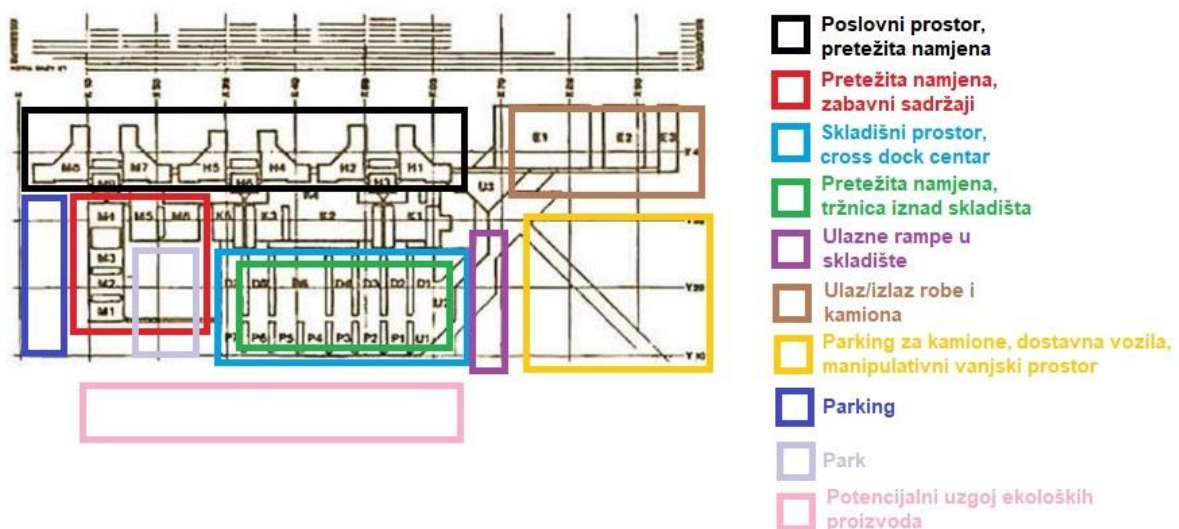 Poslovni prostor,
pretežita namjena
Pretežita namjena,
zabavni sadržaji
Skladišni prostor,
cross dock centar
Pretežita namjena,
tržnica iznad skladišta
Ulazne rampe u
skladište
Ulaz/izlaz robe i
kamiona
Parking za kamione, dostavna vozila,
manipulativni vanjski prostor
Parking
Park
Potencijalni uzgoj ekoloških
proizvoda
E1 E2 E3
M8 M7 H5 H4 H2 H1
U3
M4 M5 M6 K3 K2 K1
M3
M2 D4 D3 D2 D1
M1
P7 P6 P5 P4 P3 P2 P1 U1
Y10